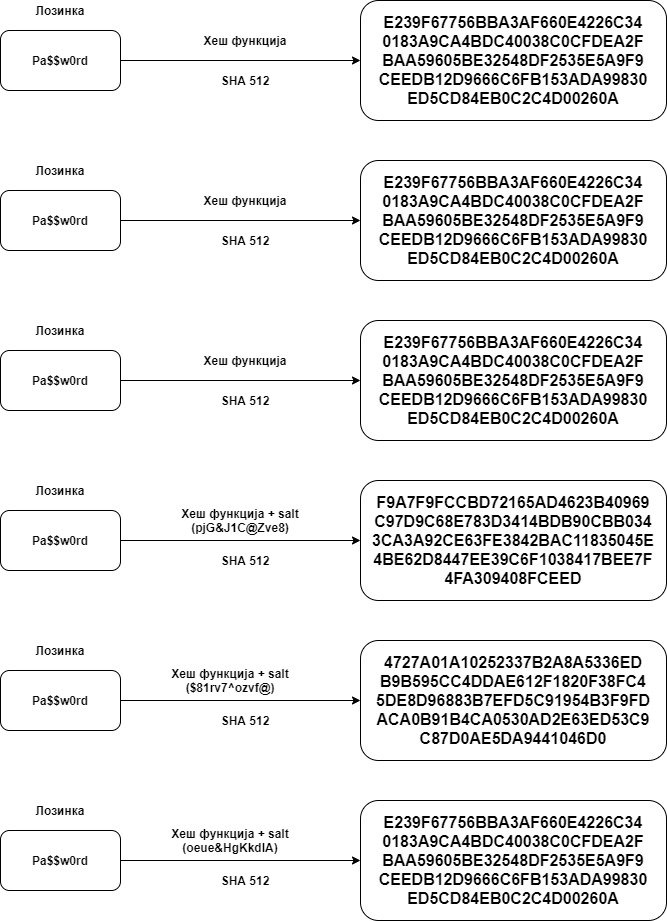 Лозинка
Pa$$w0rd
Хеш функција
SHA 512
E239F67756BBA3AF660E4226C34
0183A9CA4BDC40038C0CFDEA2F
BAA59605BE32548DF2535E5A9F9
CEEDB12D9666C6FB153ADA99830
ED5CD84EB0C2C4D00260A
Лозинка
Pa$$w0rd
Хеш функција
SHA 512
E239F67756BBA3AF660E4226C34
0183A9CA4BDC40038C0CFDEA2F
BAA59605BE32548DF2535E5A9F9
CEEDB12D9666C6FB153ADA99830
ED5CD84EB0C2C4D00260A
Лозинка
Pa$$w0rd
Хеш функција
SHA 512
E239F67756BBA3AF660E4226C34
0183A9CA4BDC40038C0CFDEA2F
BAA59605BE32548DF2535E5A9F9
CEEDB12D9666C6FB153ADA99830
ED5CD84EB0C2C4D00260A
Лозинка
Pa$$w0rd
Хеш функција + salt
(pjG&J1C@Zve8)
SHA 512
F9A7F9FCCBD72165AD4623B40969
C97D9C68E783D3414BDB90CBB034
3CA3A92CE63FE3842BAC11835045E
4BE62D8447EE39C6F1038417BEE7F
4FA309408FCEED
Лозинка
Pa$$w0rd
Хеш функција + salt
($81rv7^ozvf@)
SHA 512
4727A01A10252337B2A8A5336ED
B9B595CC4DDAE612F1820F38FC4
5DE8D96883B7EFD5C91954B3F9FD
ACA0B91B4CA0530AD2E63ED53C9
C87D0AE5DA9441046D0
Лозинка
Pa$$w0rd
Хеш функција + salt
(oeue&HgKkdIA)
SHA 512
E239F67756BBA3AF660E4226C34
0183A9CA4BDC40038C0CFDEA2F
BAA59605BE32548DF2535E5A9F9
CEEDB12D9666C6FB153ADA99830
ED5CD84EB0C2C4D00260A